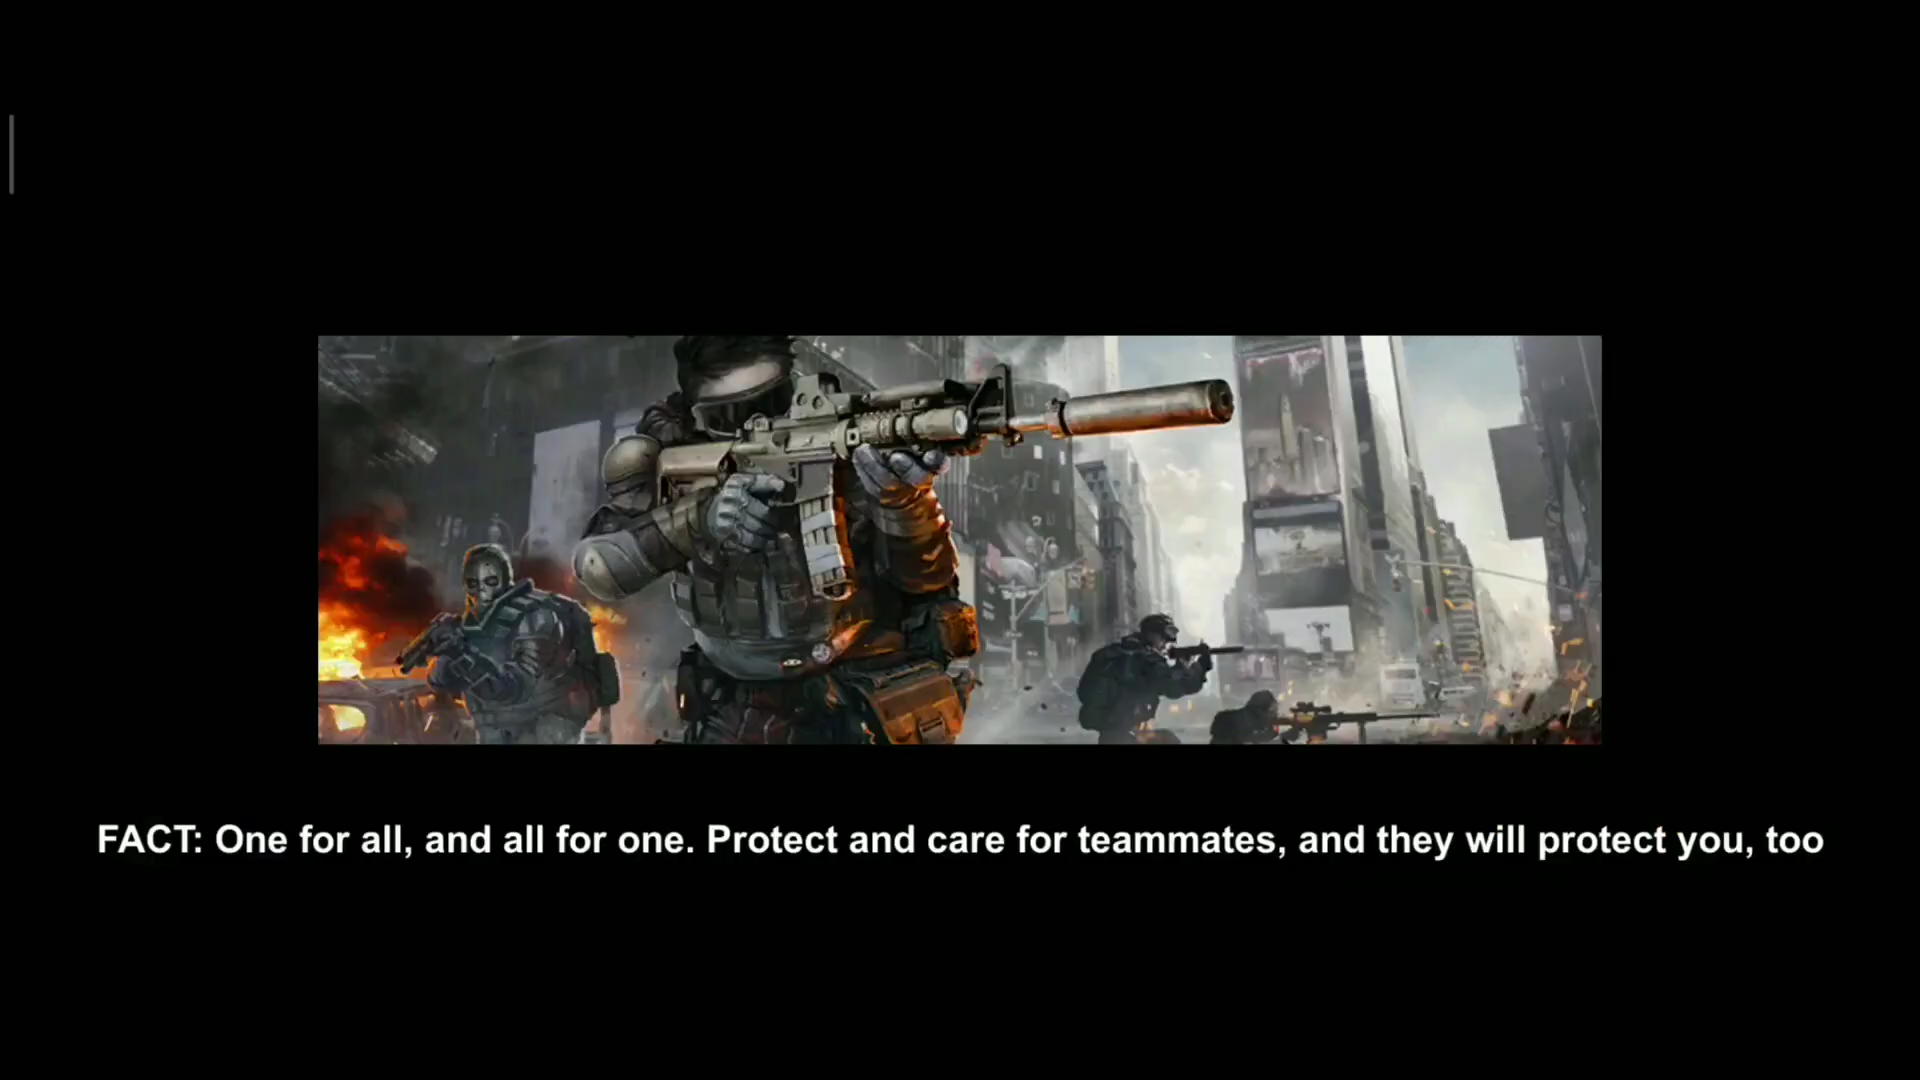 FACT: One for all, and all for one. Protect and care for teammates, and they will protect you, too